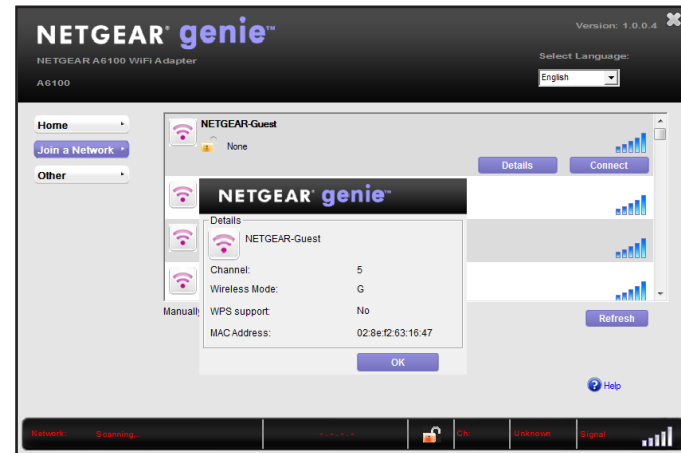 NETGEAR® genie™
Version: 1.0.0.4
NETGEAR A6100 WiFi Adapter
Select Language:
A6100
English
Home
NETGEAR-Guest
None
Join a Network
Details
Connect
Other
NETGEAR® genie™
Details
NETGEAR-Guest
Channel: 5
Wireless Mode: G
Manually
WPS support: No
Refresh
MAC Address: 02:8e:f2:63:16:47
OK
Help
Network: Scanning... -.-.-.- Ch: Unknown Signal